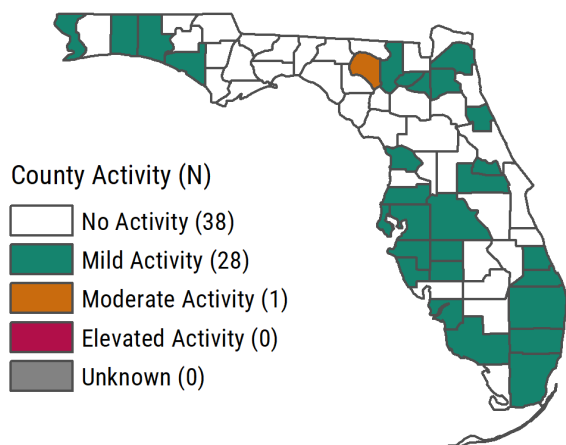 County Activity (N)
No Activity (38)
Mild Activity (28)
Moderate Activity (1)
Elevated Activity (0)
Unknown (0)